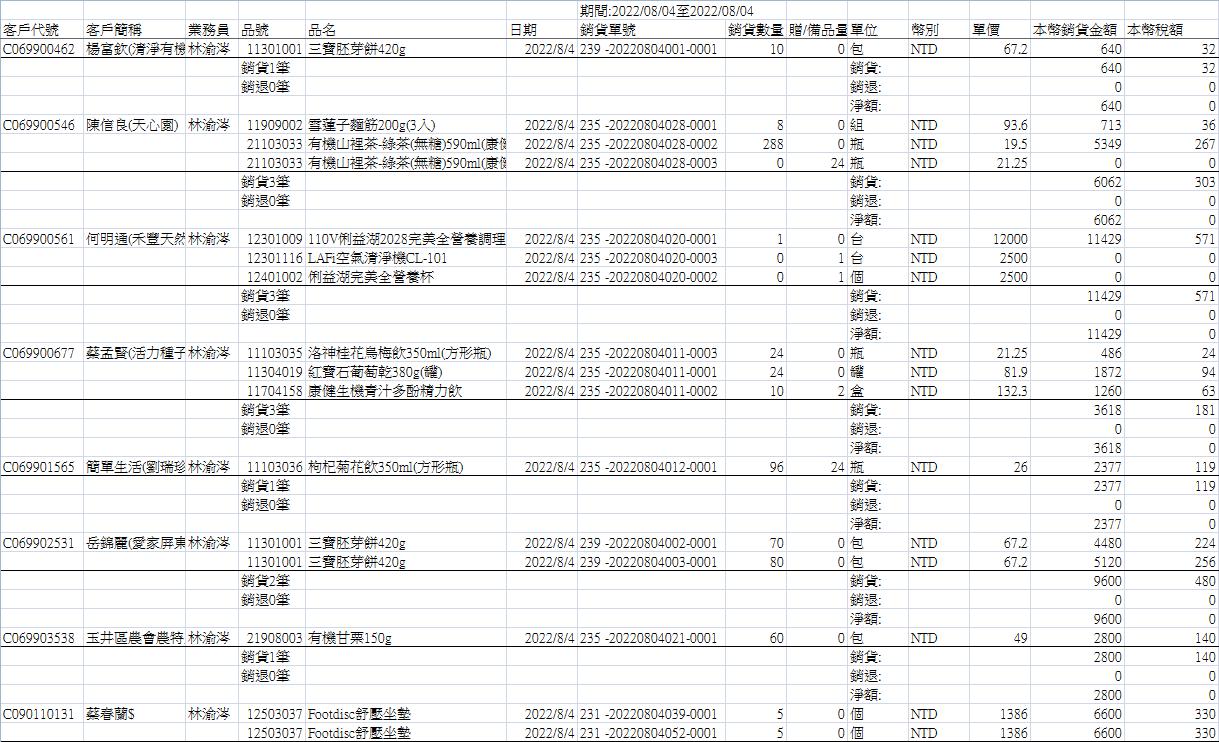 期間:2022/08/04至2022/08/04
客戶代號 客戶簡稱 業務員 品號 品名 日期 銷貨單號 銷貨數量 贈/備品量 單位 幣別 單價 本幣銷貨金額 本幣稅額
C069900462 楊富欽(清淨有機 林渝涔 11301001 三寶胚芽餅420g 2022/8/4 239 -20220804001-0001 10 0 包 NTD 67.2 640 32
銷貨1筆 銷貨: 640 32
銷退0筆 銷退: 0 0
淨額: 640 0
C069900546 陳信良(天心園) 林渝涔 11909002 雪蓮子麵筋200g(3入) 2022/8/4 235 -20220804028-0001 8 0 組 NTD 93.6 713 36
21103033 有機山裡茶-綠茶(無糖)590ml(康健 2022/8/4 235 -20220804028-0002 288 0 瓶 NTD 19.5 5349 267
21103033 有機山裡茶-綠茶(無糖)590ml(康健 2022/8/4 235 -20220804028-0003 0 24 瓶 NTD 21.25 0 0
銷貨3筆 銷貨: 6062 303
銷退0筆 銷退: 0 0
淨額: 6062 0
C069900561 何明通(禾豐天然 林渝涔 12301009 110V俐益湖2028完美全營養調理 2022/8/4 235 -20220804020-0001 1 0 台 NTD 12000 11429 571
12301116 LAFi空氣清淨機CL-101 2022/8/4 235 -20220804020-0003 0 1 台 NTD 2500 0 0
12401002 俐益湖完美全營養杯 2022/8/4 235 -20220804020-0002 0 1 個 NTD 2500 0 0
銷貨3筆 銷貨: 11429 571
銷退0筆 銷退: 0 0
淨額: 11429 0
C069900677 蔡孟賢(活力種子 林渝涔 11103035 洛神桂花烏梅飲350ml(方形瓶) 2022/8/4 235 -20220804011-0003 24 0 瓶 NTD 21.25 486 24
11304019 紅寶石葡萄乾380g(罐) 2022/8/4 235 -20220804011-0001 24 0 罐 NTD 81.9 1872 94
11704158 康健生機青汁多酚精力飲 2022/8/4 235 -20220804011-0002 10 2 盒 NTD 132.3 1260 63
銷貨3筆 銷貨: 3618 181
銷退0筆 銷退: 0 0
淨額: 3618 0
C069901565 簡單生活(劉瑞珍 林渝涔 11103036 枸杞菊花飲350ml(方形瓶) 2022/8/4 235 -20220804012-0001 96 24 瓶 NTD 26 2377 119
銷貨1筆 銷貨: 2377 119
銷退0筆 銷退: 0 0
淨額: 2377 0
C069902531 岳錦麗(愛家屏東 林渝涔 11301001 三寶胚芽餅420g 2022/8/4 239 -20220804002-0001 70 0 包 NTD 67.2 4480 224
11301001 三寶胚芽餅420g 2022/8/4 239 -20220804003-0001 80 0 包 NTD 67.2 5120 256
銷貨2筆 銷貨: 9600 480
銷退0筆 銷退: 0 0
淨額: 9600 0
C069903538 玉井區農會農特 林渝涔 21908003 有機甘栗150g 2022/8/4 235 -20220804021-0001 60 0 包 NTD 49 2800 140
銷貨1筆 銷貨: 2800 140
銷退0筆 銷退: 0 0
淨額: 2800 0
C090110131 蔡春蘭$ 林渝涔 12503037 Footdisc舒壓坐墊 2022/8/4 231 -20220804039-0001 5 0 個 NTD 1386 6600 330
12503037 Footdisc舒壓坐墊 2022/8/4 231 -20220804052-0001 5 0 個 NTD 1386 6600 330